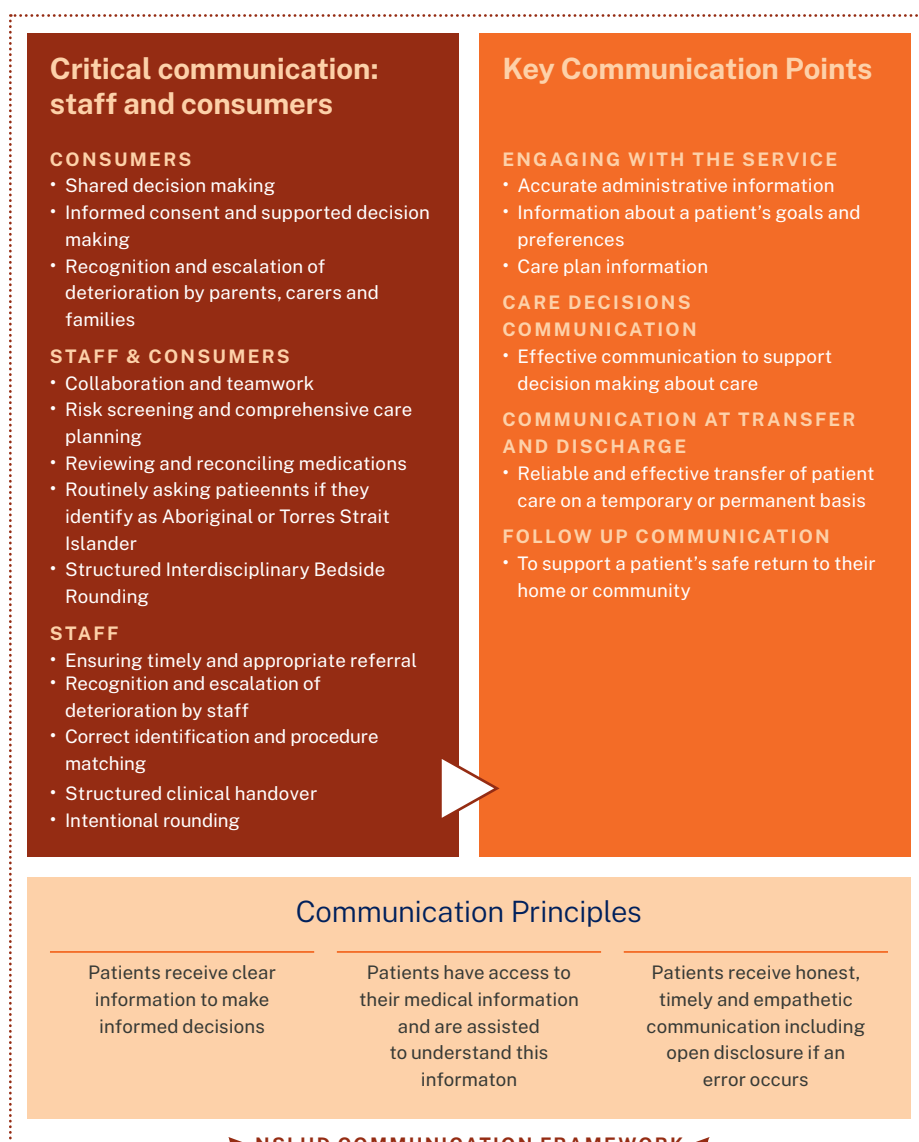 Critical communication:
staff and consumers
CONSUMERS
• Shared decision making
• Informed consent and supported decision
making
• Recognition and escalation of
deterioration by parents, carers and
families
STAFF & CONSUMERS
• Collaboration and teamwork
• Risk screening and comprehensive care
planning
• Reviewing and reconciling medications
• Routinely asking patieennts if they
identify as Aboriginal or Torres Strait
Islander
• Structured Interdisciplinary Bedside
Rounding
STAFF
• Ensuring timely and appropriate referral
• Recognition and escalation of
deterioration by staff
• Correct identification and procedure
matching
• Structured clinical handover
• Intentional rounding
Key Communication Points
ENGAGING WITH THE SERVICE
• Accurate administrative information
• Information about a patient's goals and
preferences
• Care plan information
CARE DECISIONS
COMMUNICATION
• Effective communication to support
decision making about care
COMMUNICATION AT TRANSFER
AND DISCHARGE
• Reliable and effective transfer of patient
care on a temporary or permanent basis
FOLLOW UP COMMUNICATION
• To support a patient's safe return to their
home or community
Communication Principles
Patients receive clear
information to make
informed decisions
Patients have access to
their medical information
and are assisted
to understand this
informaton
Patients receive honest,
timely and empathetic
communication including
open disclosure if an
error occurs
NSLHD COMMUNICATION FRAMEWORK